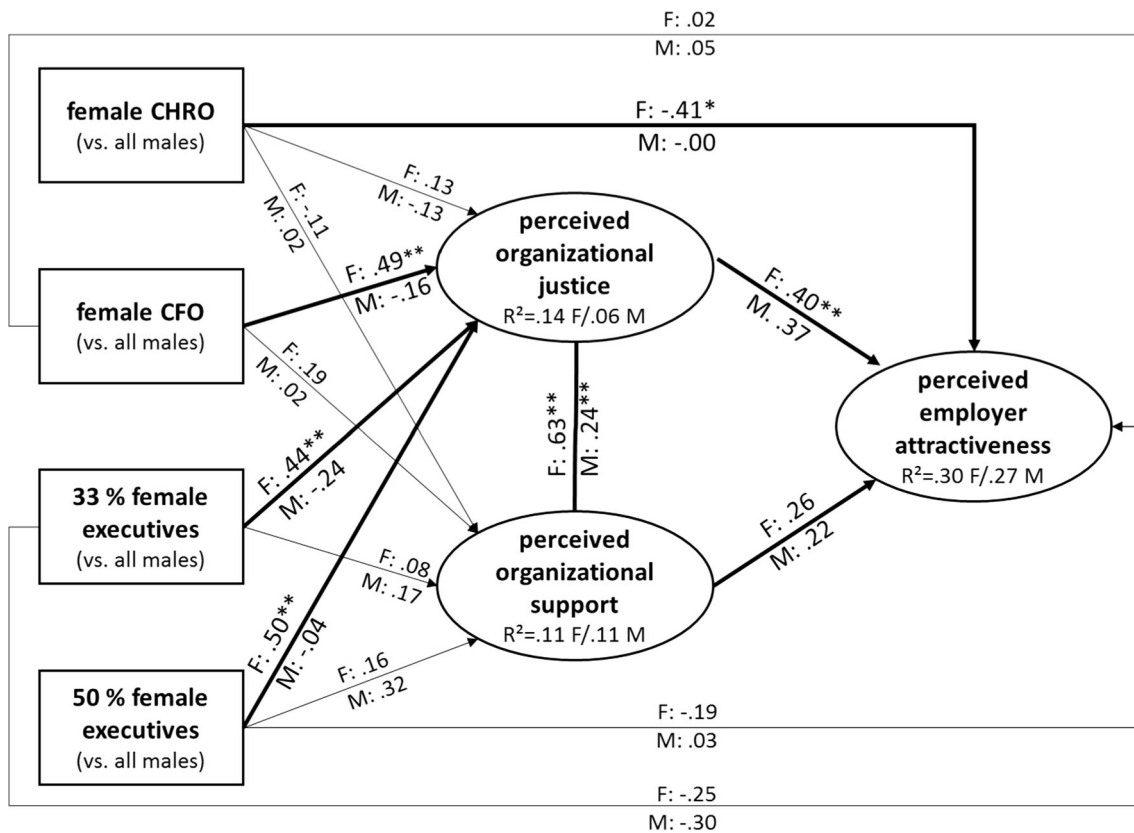 F: .02
M: .05
female CHRO
(vs. all males)
F: -.41*
M: -.00
F: .13
M: -.13
F: -.11
M: .02
perceived
organizational
justice
R²=.14 F/.06 M
female CFO
(vs. all males)
F: .49**
M: -.16
F: .40**
M. .37
F: .19
M: .02
perceived
employer
attractiveness
R²=.30 F/.27 M
F: .63**
M: .24**
33 % female
executives
(vs. all males)
F: .44**
M: -.24
F: .08
M: .17
perceived
organizational
support
R²=.11 F/.11 M
F: .26
M: .22
50 % female
executives
(vs. all males)
F: .50**
M: -.04
F: .16
M: .32
F: -.19
M: .03
F: -.25
M: -.30